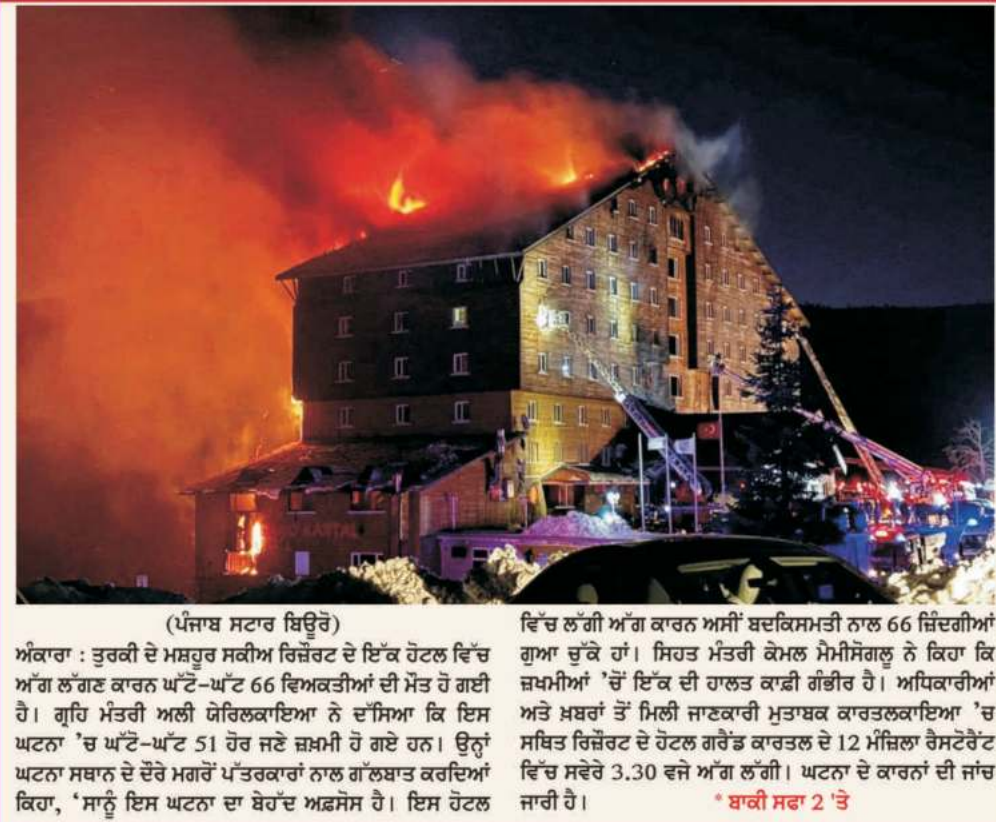 KARTAL
(ਪੰਜਾਬ ਸਟਾਰ ਬਿਊਰੋ)
ਅੰਕਾਰਾ : ਤੁਰਕੀ ਦੇ ਮਸ਼ਹੂਰ ਸਕੀਅ ਰਿਜ਼ੌਰਟ ਦੇ ਇੱਕ ਹੋਟਲ ਵਿੱਚ
ਅੱਗ ਲੱਗਣ ਕਾਰਨ ਘੱਟੋ-ਘੱਟ 66 ਵਿਅਕਤੀਆਂ ਦੀ ਮੌਤ ਹੋ ਗਈ
ਹੈ। ਗ੍ਰਹਿ ਮੰਤਰੀ ਅਲੀ ਯੇਰਿਲਕਾਇਆ ਨੇ ਦੱਸਿਆ ਕਿ ਇਸ
ਘਟਨਾ 'ਚ ਘੱਟੋ-ਘੱਟ 51 ਹੋਰ ਜਣੇ ਜ਼ਖ਼ਮੀ ਹੋ ਗਏ ਹਨ। ਉਨ੍ਹਾਂ
ਘਟਨਾ ਸਥਾਨ ਦੇ ਦੌਰੇ ਮਗਰੋਂ ਪੱਤਰਕਾਰਾਂ ਨਾਲ ਗੱਲਬਾਤ ਕਰਦਿਆਂ
ਕਿਹਾ, 'ਸਾਨੂੰ ਇਸ ਘਟਨਾ ਦਾ ਬੇਹੱਦ ਅਫ਼ਸੋਸ ਹੈ। ਇਸ ਹੋਟਲ
ਵਿੱਚ ਲੱਗੀ ਅੱਗ ਕਾਰਨ ਅਸੀਂ ਬਦਕਿਸਮਤੀ ਨਾਲ 66 ਜ਼ਿੰਦਗੀਆਂ
ਗੁਆ ਚੁੱਕੇ ਹਾਂ। ਸਿਹਤ ਮੰਤਰੀ ਕੇਮਲ ਮੈਮੀਸੋਗਲੂ ਨੇ ਕਿਹਾ ਕਿ
ਜ਼ਖਮੀਆਂ 'ਚੋਂ ਇੱਕ ਦੀ ਹਾਲਤ ਕਾਫ਼ੀ ਗੰਭੀਰ ਹੈ। ਅਧਿਕਾਰੀਆਂ
ਅਤੇ ਖ਼ਬਰਾਂ ਤੋਂ ਮਿਲੀ ਜਾਣਕਾਰੀ ਮੁਤਾਬਕ ਕਾਰਤਲਕਾਇਆ 'ਚ
ਸਥਿਤ ਰਿਜ਼ੌਰਟ ਦੇ ਹੋਟਲ ਗਰੈਂਡ ਕਾਰਤਲ ਦੇ 12 ਮੰਜ਼ਿਲਾ ਰੈਸਟੋਰੈਂਟ
ਵਿੱਚ ਸਵੇਰੇ 3.30 ਵਜੇ ਅੱਗ ਲੱਗੀ। ਘਟਨਾ ਦੇ ਕਾਰਨਾਂ ਦੀ ਜਾਂਚ
ਜਾਰੀ ਹੈ। * ਬਾਕੀ ਸਫਾ 2 'ਤੇ